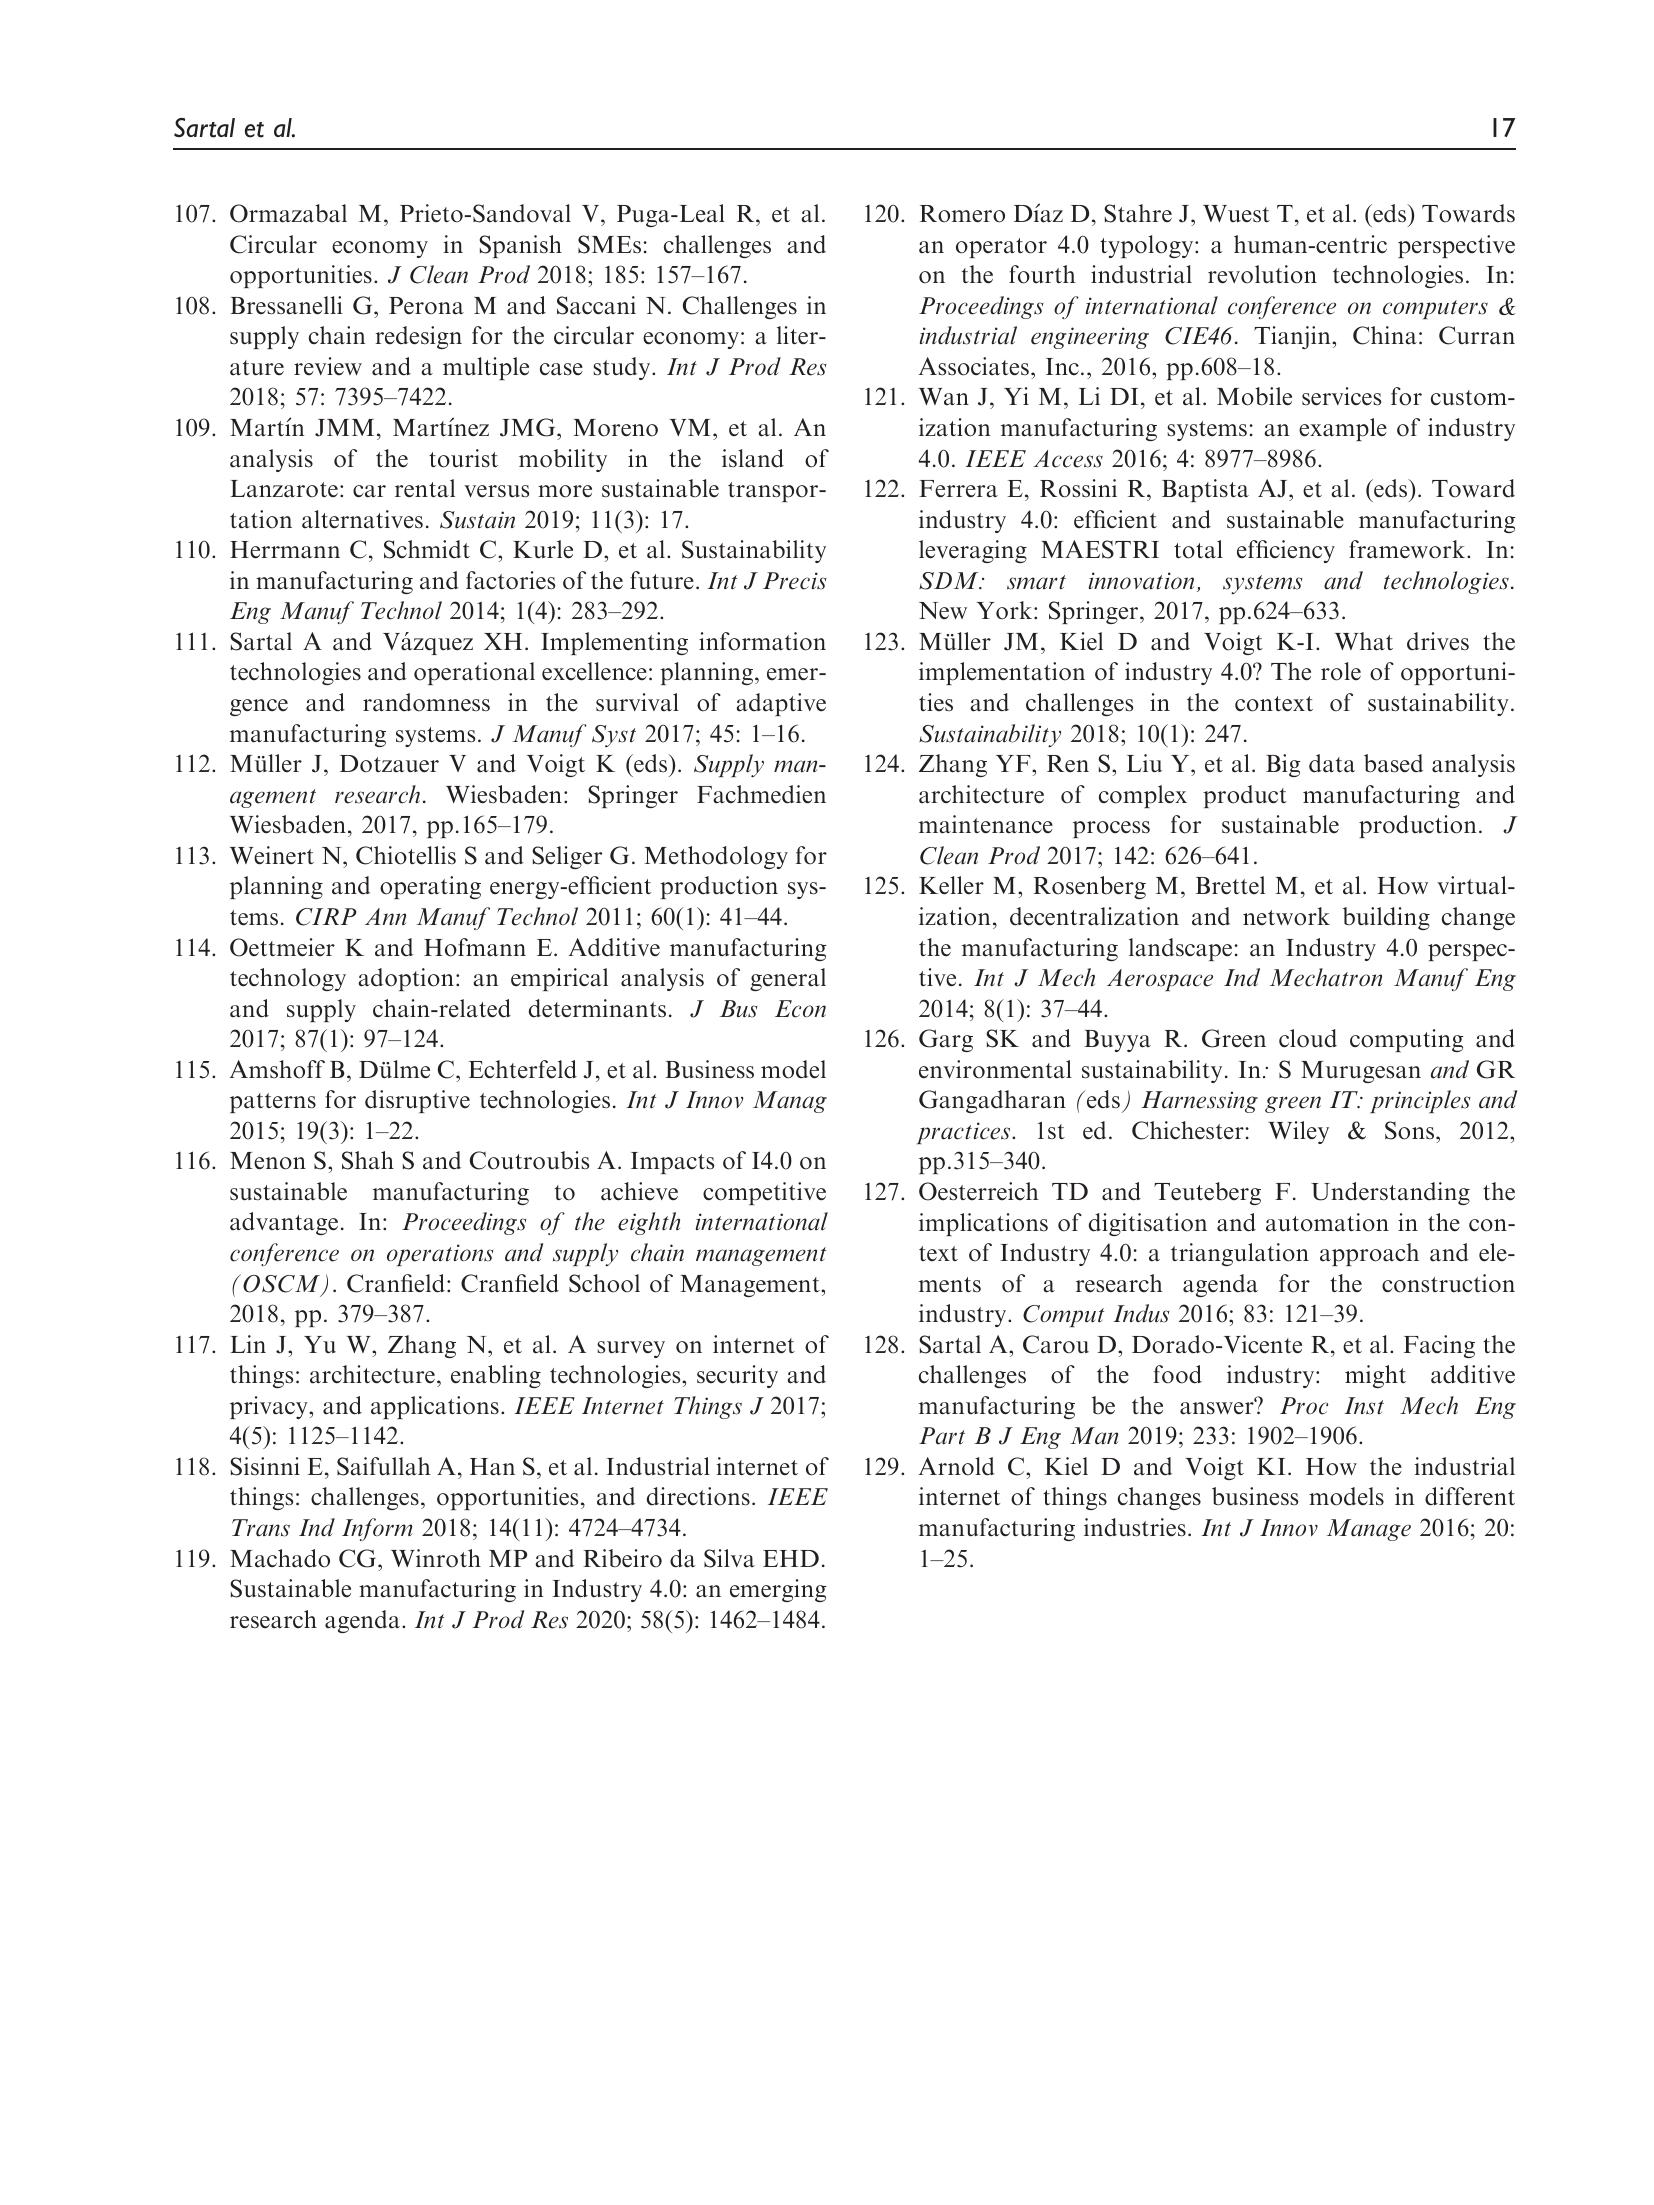 Sartal et al.
17
107. Ormazabal M, Prieto-Sandoval V, Puga-Leal R, et al.
Circular economy in Spanish SMEs: challenges and
opportunities. J Clean Prod 2018; 185: 157–167.
108. Bressanelli G, Perona M and Saccani N. Challenges in
supply chain redesign for the circular economy: a liter-
ature review and a multiple case study. Int J Prod Res
2018; 57: 7395–7422.
109. Martín JMM, Martínez JMG, Moreno VM, et al. An
analysis of the tourist mobility in the island of
Lanzarote: car rental versus more sustainable transpor-
tation alternatives. Sustain 2019; 11(3): 17.
110. Herrmann C, Schmidt C, Kurle D, et al. Sustainability
in manufacturing and factories of the future. Int J Precis
Eng Manuf Technol 2014; 1(4): 283–292.
111. Sartal A and Vázquez XH. Implementing information
technologies and operational excellence: planning, emer-
gence and randomness in the survival of adaptive
manufacturing systems. J Manuf Syst 2017; 45: 1–16.
112. Müller J, Dotzauer V and Voigt K (eds). Supply man-
agement research. Wiesbaden: Springer Fachmedien
Wiesbaden, 2017, pp.165–179.
113. Weinert N, Chiotellis S and Seliger G. Methodology for
planning and operating energy-efficient production sys-
tems. CIRP Ann Manuf Technol 2011; 60(1): 41–44.
114. Oettmeier K and Hofmann E. Additive manufacturing
technology adoption: an empirical analysis of general
and supply chain-related determinants. J Bus Econ
2017; 87(1): 97–124.
115. Amshoff B, Dülme C, Echterfeld J, et al. Business model
patterns for disruptive technologies. Int J Innov Manag
2015; 19(3): 1–22.
116. Menon S, Shah S and Coutroubis A. Impacts of I4.0 on
sustainable manufacturing to achieve competitive
advantage. In: Proceedings of the eighth international
conference on operations and supply chain management
(OSCM). Cranfield: Cranfield School of Management,
2018, pp. 379–387.
117. Lin J, Yu W, Zhang N, et al. A survey on internet of
things: architecture, enabling technologies, security and
privacy, and applications. IEEE Internet Things J 2017;
4(5): 1125–1142.
118. Sisinni E, Saifullah A, Han S, et al. Industrial internet of
things: challenges, opportunities, and directions. IEEE
Trans Ind Inform 2018; 14(11): 4724–4734.
119. Machado CG, Winroth MP and Ribeiro da Silva EHD.
Sustainable manufacturing in Industry 4.0: an emerging
research agenda. Int J Prod Res 2020; 58(5): 1462–1484.
120. Romero Díaz D, Stahre J, Wuest T, et al. (eds) Towards
an operator 4.0 typology: a human-centric perspective
on the fourth industrial revolution technologies. In:
Proceedings of international conference on computers &
industrial engineering CIE46. Tianjin, China: Curran
Associates, Inc., 2016, pp.608–18.
121. Wan J, Yi M, Li DI, et al. Mobile services for custom-
ization manufacturing systems: an example of industry
4.0. IEEE Access 2016; 4: 8977–8986.
122. Ferrera E, Rossini R, Baptista AJ, et al. (eds). Toward
industry 4.0: efficient and sustainable manufacturing
leveraging MAESTRI total efficiency framework. In:
SDM: smart innovation, systems and technologies.
New York: Springer, 2017, pp.624–633.
123. Müller JM, Kiel D and Voigt K-I. What drives the
implementation of industry 4.0? The role of opportuni-
ties and challenges in the context of sustainability.
Sustainability 2018; 10(1): 247.
124. Zhang YF, Ren S, Liu Y, et al. Big data based analysis
architecture of complex product manufacturing and
maintenance process for sustainable production. J
Clean Prod 2017; 142: 626–641.
125. Keller M, Rosenberg M, Brettel M, et al. How virtual-
ization, decentralization and network building change
the manufacturing landscape: an Industry 4.0 perspec-
tive. Int J Mech Aerospace Ind Mechatron Manuf Eng
2014; 8(1): 37–44.
126. Garg SK and Buyya R. Green cloud computing and
environmental sustainability. In: S Murugesan and GR
Gangadharan (eds) Harnessing green IT: principles and
practices. 1st ed. Chichester: Wiley & Sons, 2012,
pp.315–340.
127. Oesterreich TD and Teuteberg F. Understanding the
implications of digitisation and automation in the con-
text of Industry 4.0: a triangulation approach and ele-
ments of a research agenda for the construction
industry. Comput Indus 2016; 83: 121–39.
128. Sartal A, Carou D, Dorado-Vicente R, et al. Facing the
challenges of the food industry: might additive
manufacturing be the answer? Proc Inst Mech Eng
Part B J Eng Man 2019; 233: 1902–1906.
129. Arnold C, Kiel D and Voigt KI. How the industrial
internet of things changes business models in different
manufacturing industries. Int J Innov Manage 2016; 20:
1–25.